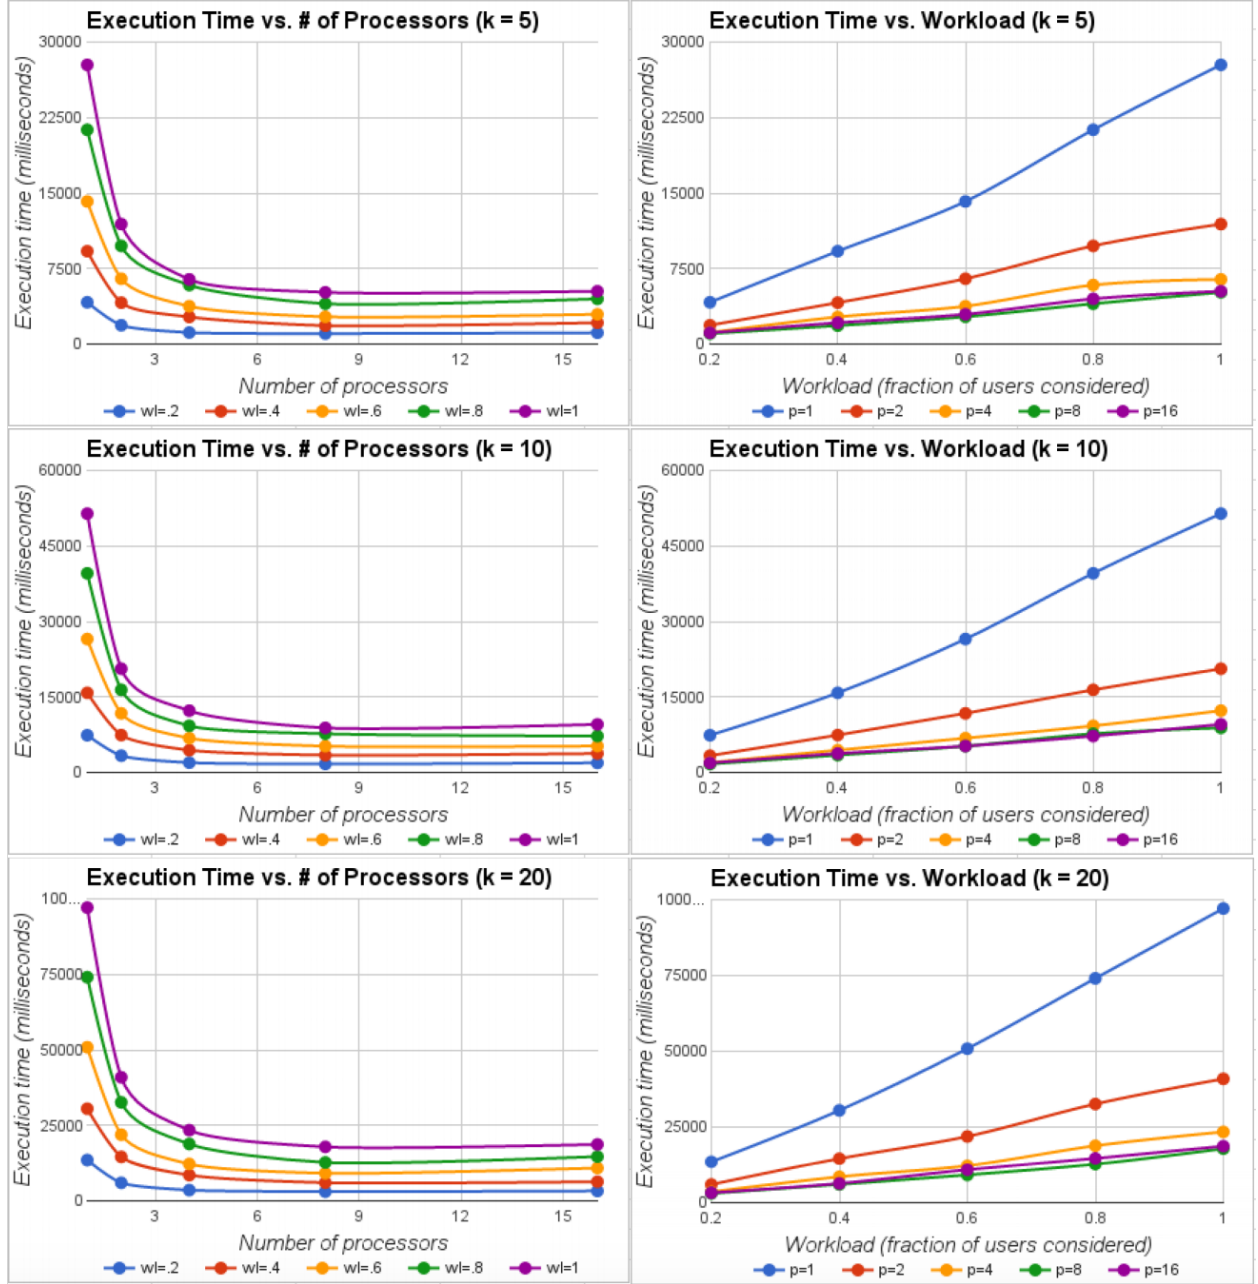 Execution Time vs. # of Processors (k = 5)
Execution time (milliseconds)
30000
22500
15000
7500
0
3
6
9
12
15
Number of processors
wl=.2
wl=.4
wl=.6
wl=.8
wl=1
Execution Time vs. Workload (k = 5)
Execution time (milliseconds)
30000
22500
15000
7500
0
0.2
0.4
0.6
0.8
1
Workload (fraction of users considered)
p=1
p=2
p=4
p=8
p=16
Execution Time vs. # of Processors (k = 10)
Execution time (milliseconds)
60000
45000
30000
15000
0
3
6
9
12
15
Number of processors
wl=.2
wl=.4
wl=.6
wl=.8
wl=1
Execution Time vs. Workload (k = 10)
Execution time (milliseconds)
60000
45000
30000
15000
0
0.2
0.4
0.6
0.8
1
Workload (fraction of users considered)
p=1
p=2
p=4
p=8
p=16
Execution Time vs. # of Processors (k = 20)
Execution time (milliseconds)
100...
75000
50000
25000
0
3
6
9
12
15
Number of processors
wl=.2
wl=.4
wl=.6
wl=.8
wl=1
Execution Time vs. Workload (k = 20)
Execution time (milliseconds)
1000...
75000
50000
25000
0
0.2
0.4
0.6
0.8
1
Workload (fraction of users considered)
p=1
p=2
p=4
p=8
p=16